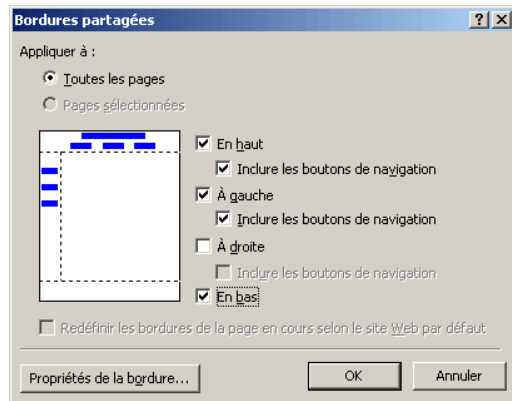 Bordures partagées
Appliquer à :
Toutes les pages
Pages sélectionnées
En haut
Inclure les boutons de navigation
À gauche
Inclure les boutons de navigation
À droite
Inclure les boutons de navigation
En bas
Redéfinir les bordures de la page en cours selon le site Web par défaut
Propriétés de la bordure... OK Annuler